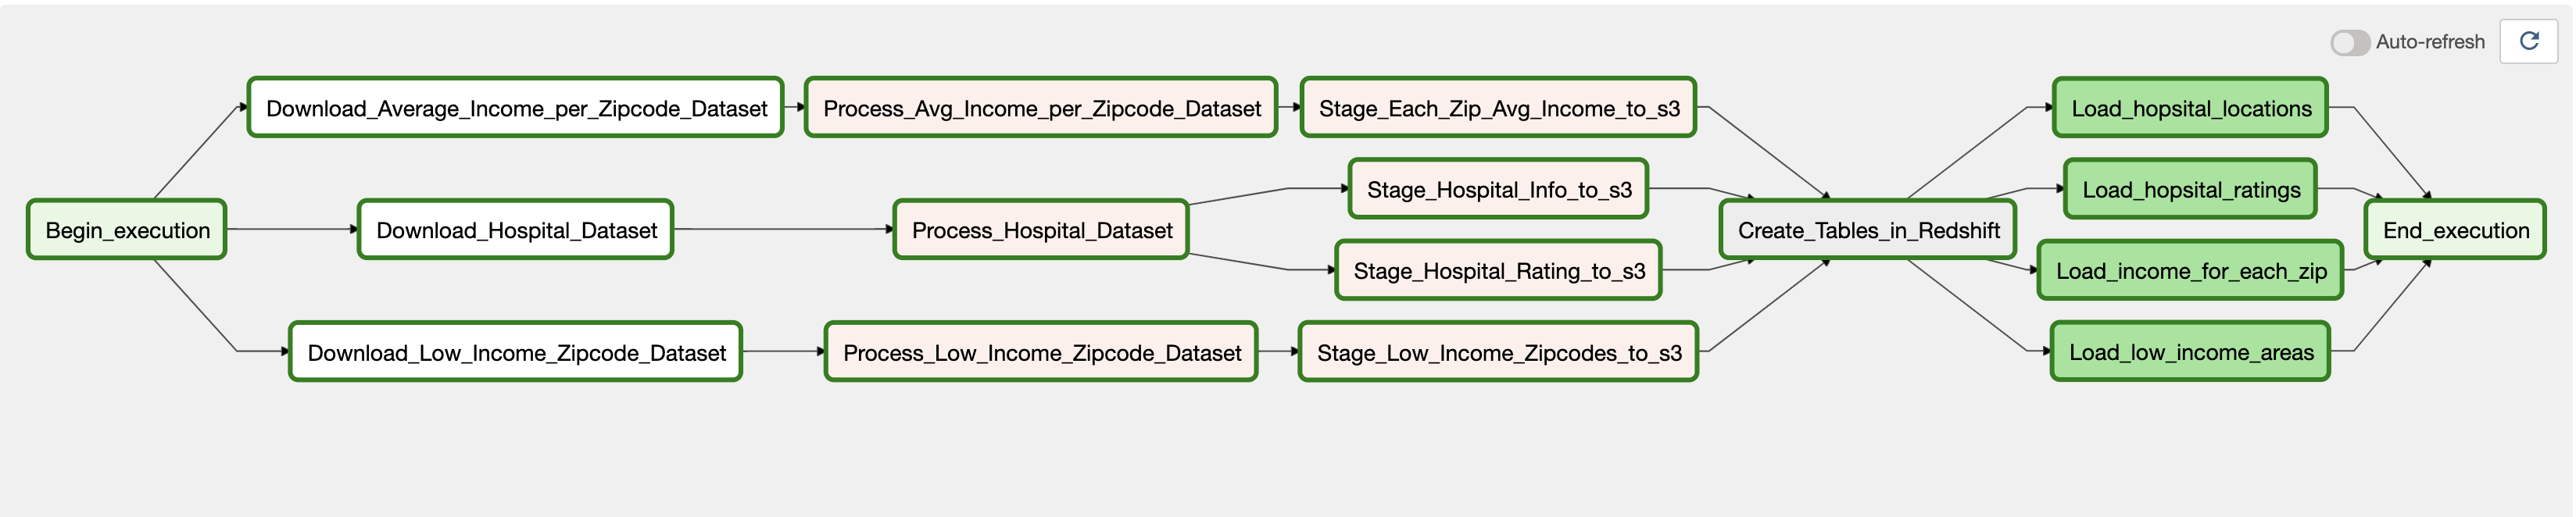 Auto-refresh
Begin_execution
Download_Average_Income_per_Zipcode_Dataset
Process_Avg_Income_per_Zipcode_Dataset
Stage_Each_Zip_Avg_Income_to_s3
Download_Hospital_Dataset
Process_Hospital_Dataset
Stage_Hospital_Info_to_s3
Stage_Hospital_Rating_to_s3
Download_Low_Income_Zipcode_Dataset
Process_Low_Income_Zipcode_Dataset
Stage_Low_Income_Zipcodes_to_s3
Create_Tables_in_Redshift
Load_hopsital_locations
Load_hopsital_ratings
Load_income_for_each_zip
Load_low_income_areas
End_execution